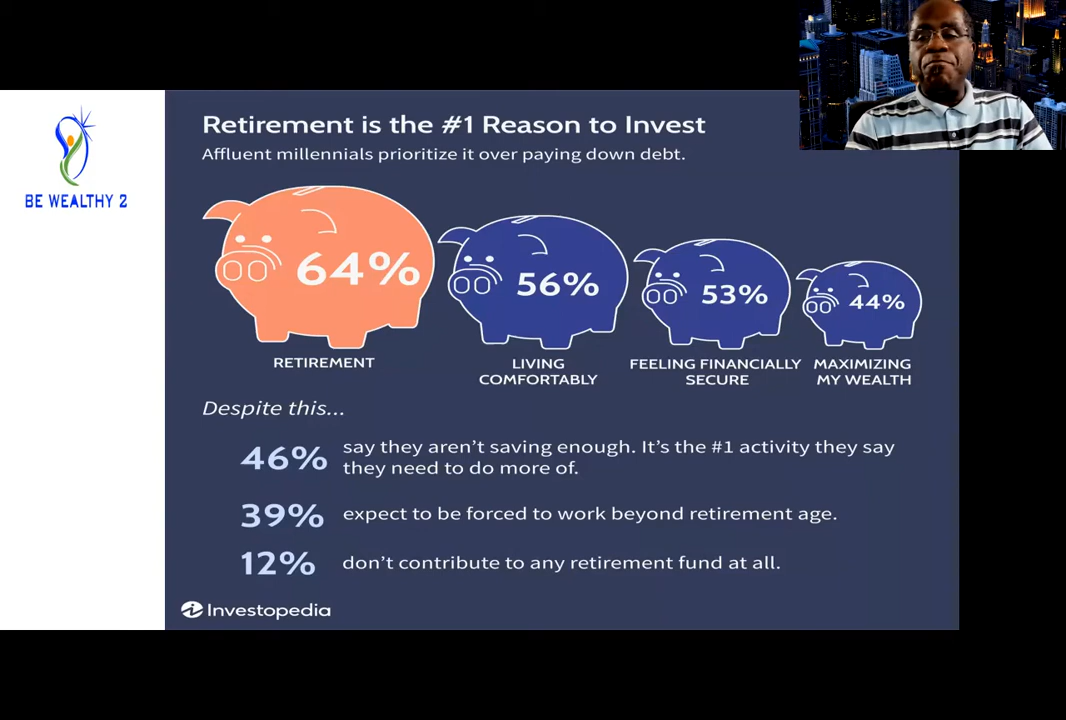 BE WEALTHY 2
Retirement is the #1 Reason to Invest
Affluent millennials prioritize it over paying down debt.
64%
56%
53%
44%
RETIREMENT
LIVING
COMFORTABLY
FEELING FINANCIALLY
SECURE
MAXIMIZING
MY WEALTH
Despite this...
46%
say they aren't saving enough. It's the #1 activity they say
they need to do more of.
39%
expect to be forced to work beyond retirement age.
12%
don't contribute to any retirement fund at all.
Investopedia